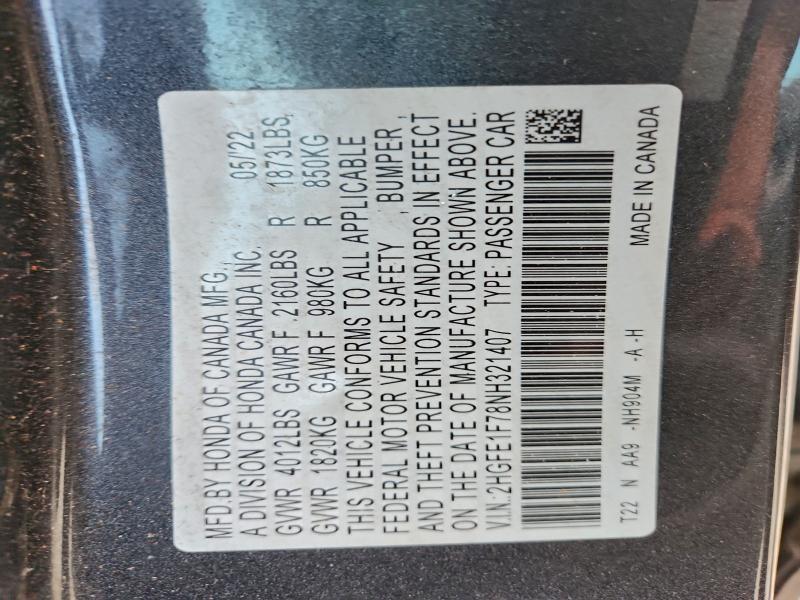 MFD.BY HONDA OF CANADA MFG.,
A DIVISION OF HONDA CANADA INC. 05/22
GVWR 4012LBS GAWR F 2160LBS R 1873LBS,
GVWR 1820KG GAWR F 980KG R 850KG
THIS VEHICLE CONFORMS TO ALL APPLICABLE
FEDERAL MOTOR VEHICLE SAFETY , BUMPER ,
AND THEFT PREVENTION STANDARDS IN EFFECT
ON THE DATE OF MANUFACTURE SHOWN ABOVE.
V.I.N.:2HGFE1F78NH321407 TYPE: PASSENGER CAR
T22 N AA9 -NH904M -A -H MADE IN CANADA